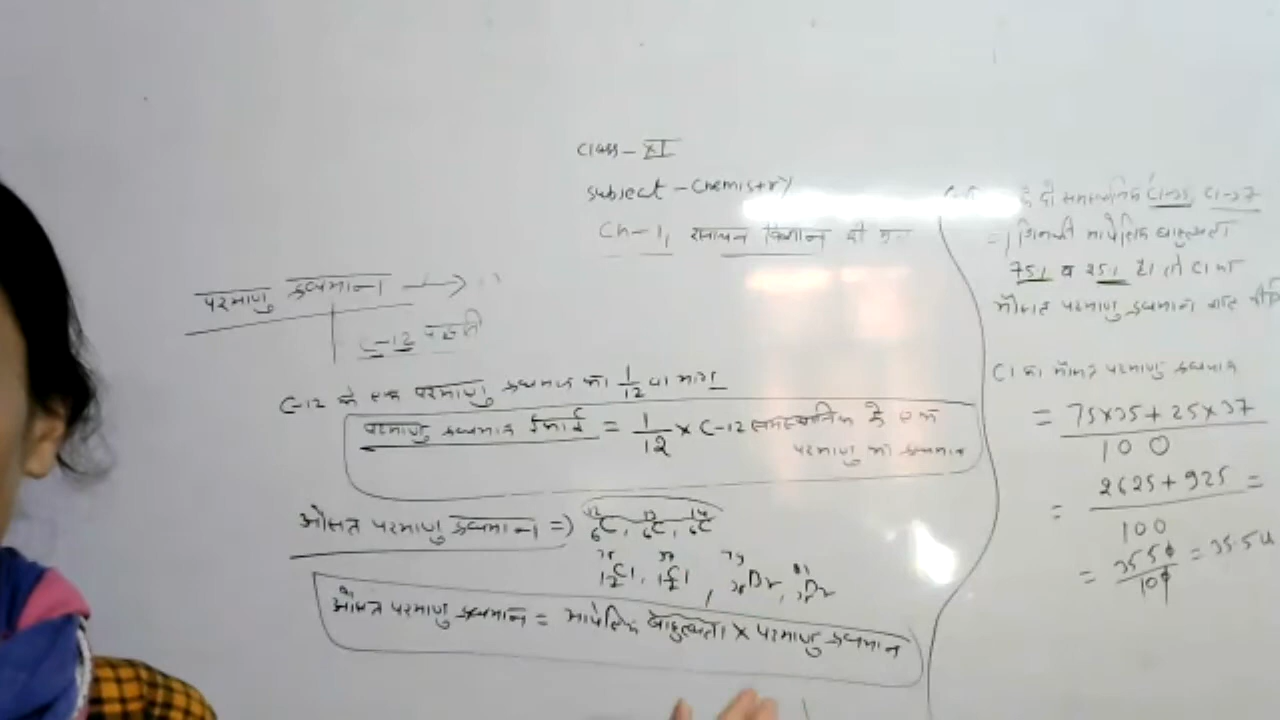 Class - XI
Subject - Chemistry
Ch-1, रसायन विज्ञान की
परमाणु द्रव्यमान →
C-12 पद्धति
C-12 के एक परमाणु द्रव्यमान का 1/12 वा भाग
परमाणु द्रव्यमान ईकाई = 1/12 × C-12 समस्थानिक के एक
परमाणु का द्रव्यमान
औसत परमाणु द्रव्यमान ⇒ ¹²₆C, ¹³₆C, ¹⁴₆C
औसत परमाणु द्रव्यमान = आपेक्षिक बाहुल्यता × परमाणु द्रव्यमान
के दो समस्थानिक Cl-35, Cl-37
जिनकी आपेक्षिक बाहुल्यता
75% व 25% है। तो Cl का
औसत परमाणु द्रव्यमान ज्ञात
Cl का औसत परमाणु द्रव्यमान
= 75×35 + 25×37 / 100
= 2625 + 925 / 100 =
= 3550 / 100 = 35.5u